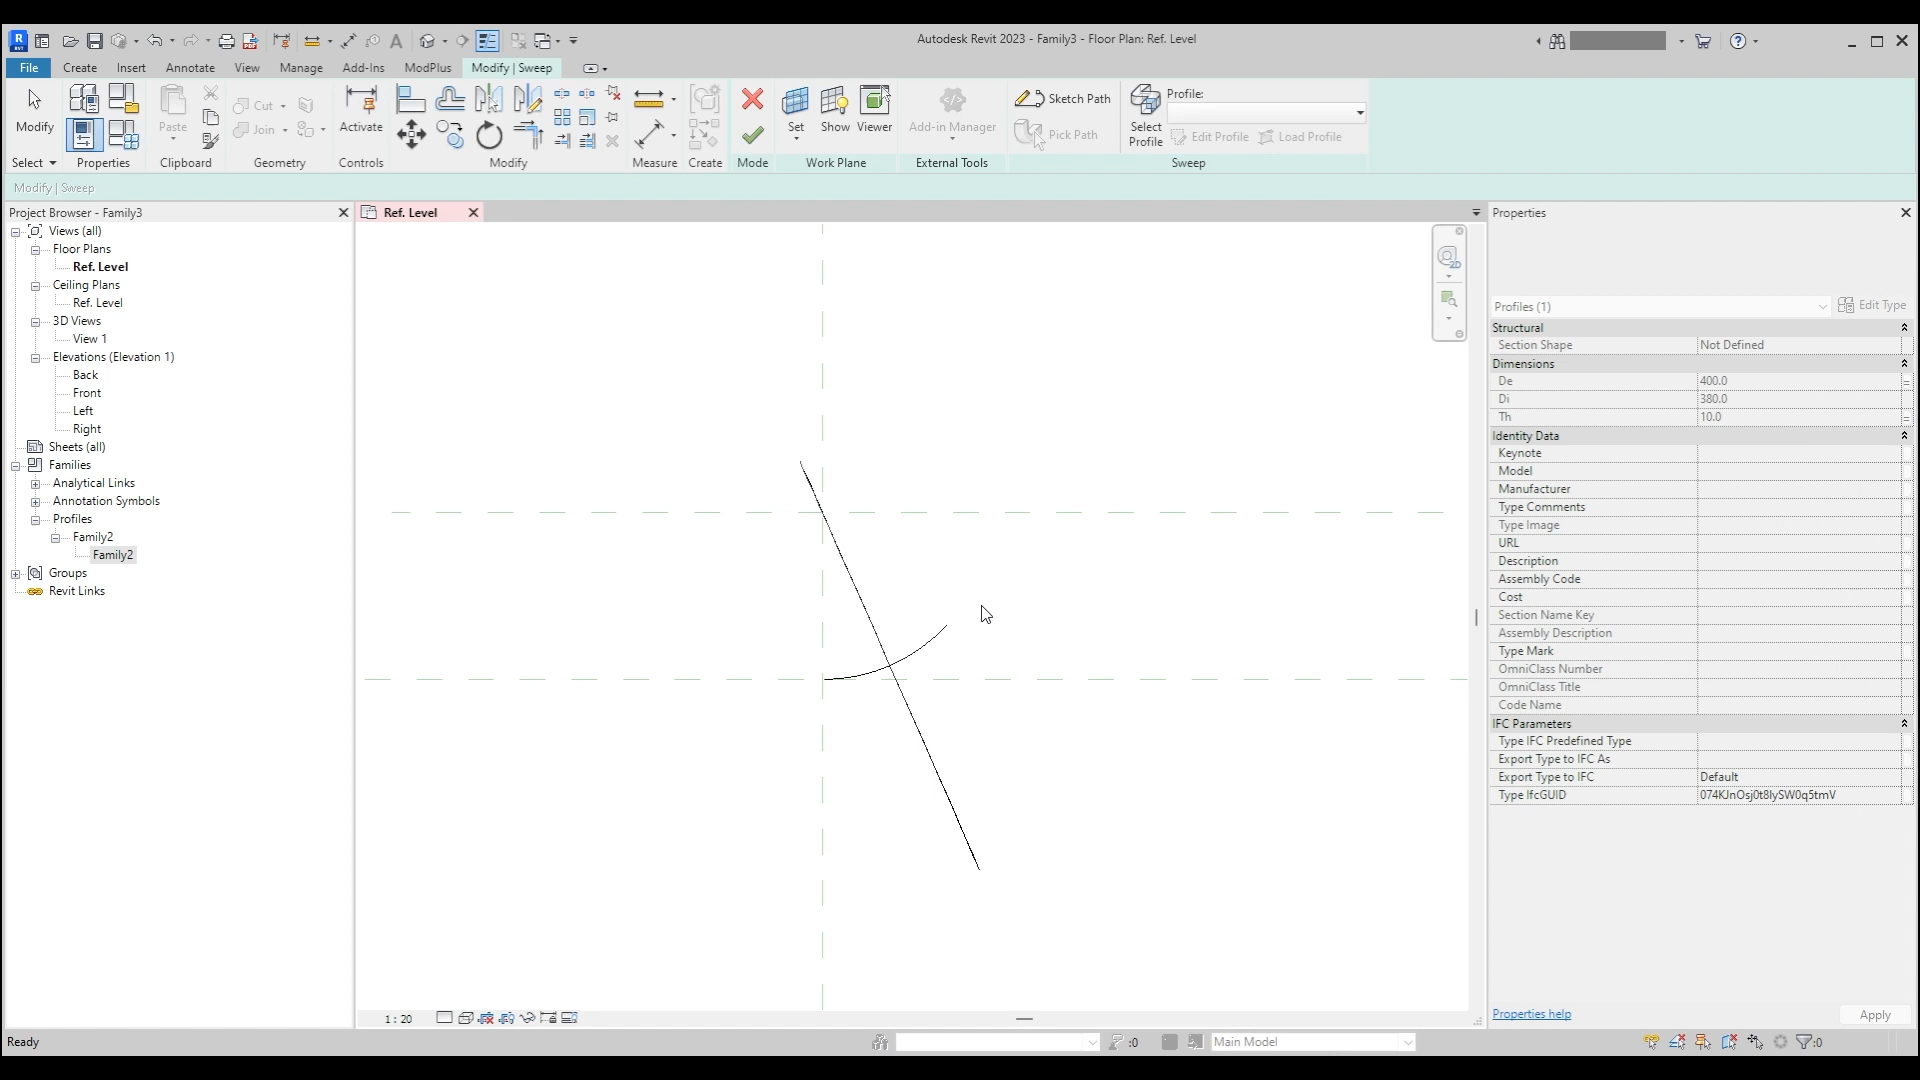 Autodesk Revit 2023 - Family3 - Floor Plan: Ref. Level
File Create Insert Annotate View Manage Add-Ins ModPlus Modify | Sweep
Modify
Paste
Cut
Join
Activate
Set Show Viewer
Add-in Manager
Sketch Path
Pick Path
Select Profile
Profile:
Edit Profile Load Profile
Select Properties Clipboard Geometry Controls Modify Measure Create Mode Work Plane External Tools Sweep
Modify | Sweep
Project Browser - Family3
Views (all)
Floor Plans
Ref. Level
Ceiling Plans
Ref. Level
3D Views
View 1
Elevations (Elevation 1)
Back
Front
Left
Right
Sheets (all)
Families
Analytical Links
Annotation Symbols
Profiles
Family2
Family2
Groups
Revit Links
Ref. Level
2D
1 : 20
Properties
Profiles (1) Edit Type
Structural
Section Shape Not Defined
Dimensions
De 400.0 =
Di 380.0
Th 10.0 =
Identity Data
Keynote
Model
Manufacturer
Type Comments
Type Image
URL
Description
Assembly Code
Cost
Section Name Key
Assembly Description
Type Mark
OmniClass Number
OmniClass Title
Code Name
IFC Parameters
Type IFC Predefined Type
Export Type to IFC As
Export Type to IFC Default
Type IfcGUID 074KJnOsj0t8IySW0q5tmV
Properties help Apply
Ready :0 Main Model :0